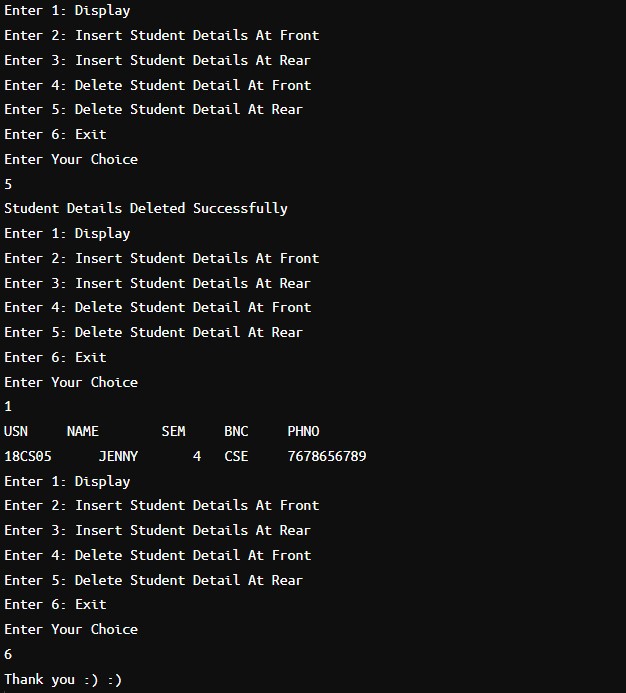 Enter 1: Display
Enter 2: Insert Student Details At Front
Enter 3: Insert Student Details At Rear
Enter 4: Delete Student Detail At Front
Enter 5: Delete Student Detail At Rear
Enter 6: Exit
Enter Your Choice
5
Student Details Deleted Successfully
Enter 1: Display
Enter 2: Insert Student Details At Front
Enter 3: Insert Student Details At Rear
Enter 4: Delete Student Detail At Front
Enter 5: Delete Student Detail At Rear
Enter 6: Exit
Enter Your Choice
1
USN     NAME        SEM     BNC     PHNO
18CS05      JENNY       4   CSE     7678656789
Enter 1: Display
Enter 2: Insert Student Details At Front
Enter 3: Insert Student Details At Rear
Enter 4: Delete Student Detail At Front
Enter 5: Delete Student Detail At Rear
Enter 6: Exit
Enter Your Choice
6
Thank you :) :)